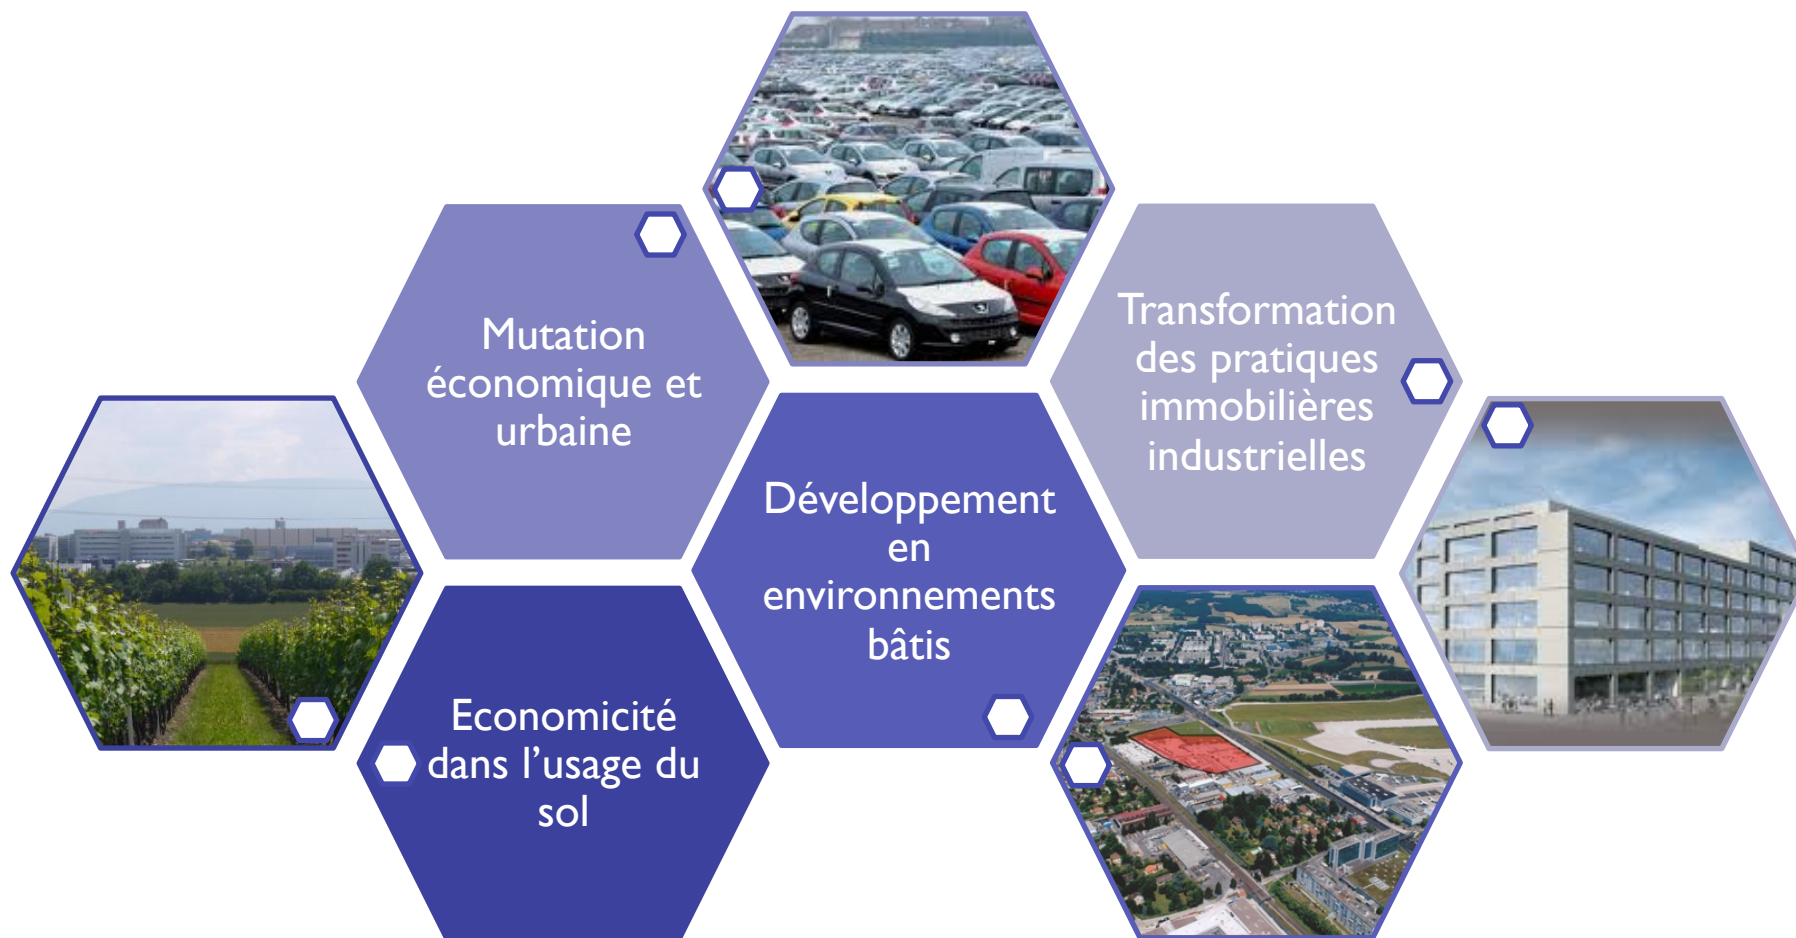 Mutation
économique et
urbaine
Transformation
des pratiques
immobilières
industrielles
Développement
en
environnements
bâtis
Economicité
dans l’usage du
sol